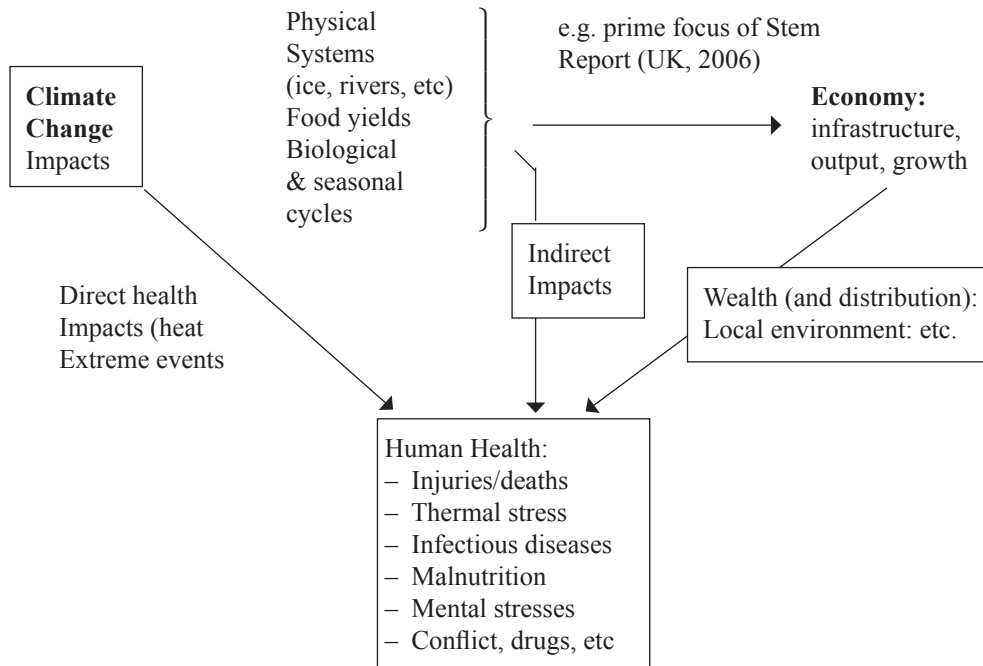 Climate
Change
Impacts
Physical
Systems
(ice, rivers, etc)
Food yields
Biological
& seasonal
cycles
e.g. prime focus of Stem
Report (UK, 2006)
Economy:
infrastructure,
output, growth
Indirect
Impacts
Wealth (and distribution):
Local environment: etc.
Direct health
Impacts (heat
Extreme events
Human Health:
– Injuries/deaths
– Thermal stress
– Infectious diseases
– Malnutrition
– Mental stresses
– Conflict, drugs, etc